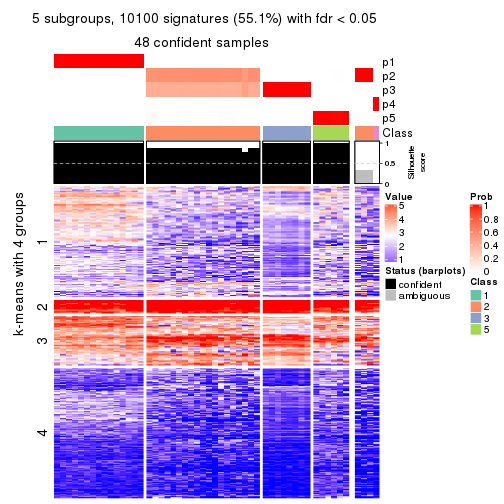 5 subgroups, 10100 signatures (55.1%) with fdr < 0.05
48 confident samples
p1
p2
p3
p4
p5
Class
1
0.5
0
Silhouette
score
k-means with 4 groups
1
2
3
4
Value
5
4
3
2
1
Status (barplots)
confident
ambiguous
Prob
1
0.8
0.6
0.4
0.2
0
Class
1
2
3
5